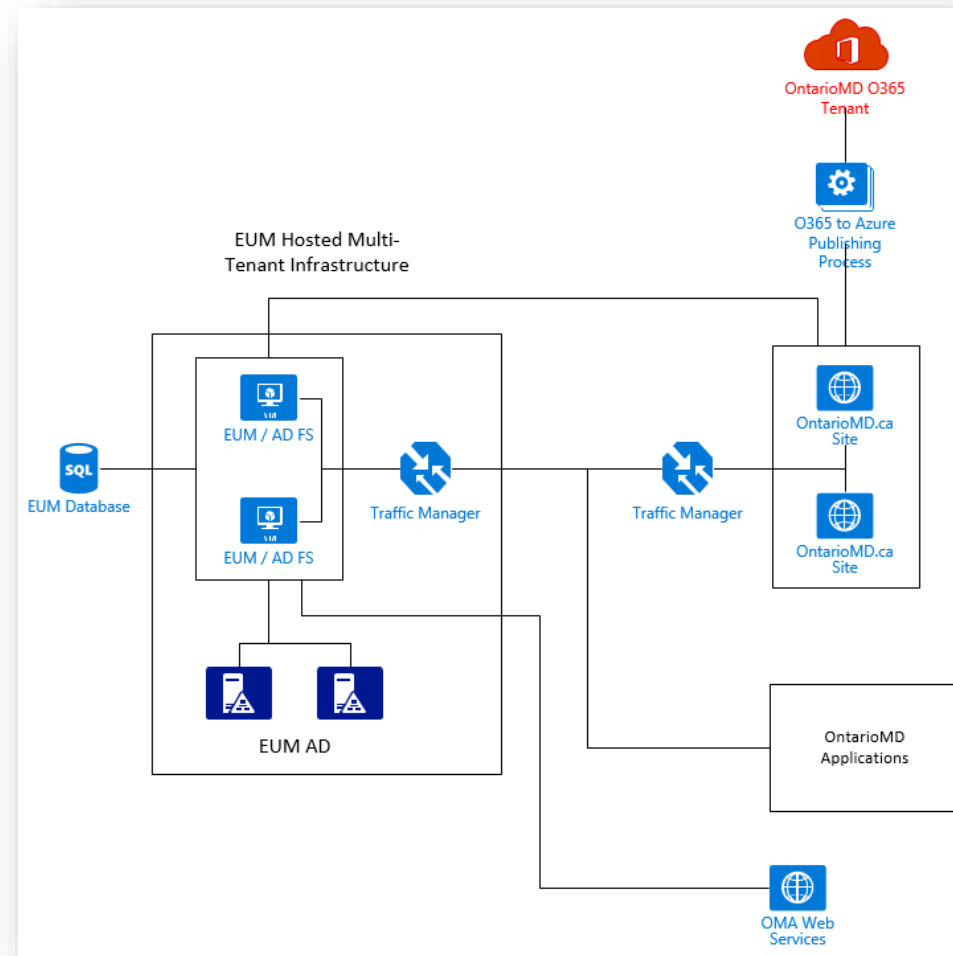 OntarioMD O365
Tenant
O365 to Azure
Publishing
Process
EUM Hosted Multi-
Tenant Infrastructure
EUM / AD FS
EUM / AD FS
SQL
EUM Database
Traffic Manager
Traffic Manager
OntarioMD.ca
Site
OntarioMD.ca
Site
EUM AD
OntarioMD
Applications
OMA Web
Services